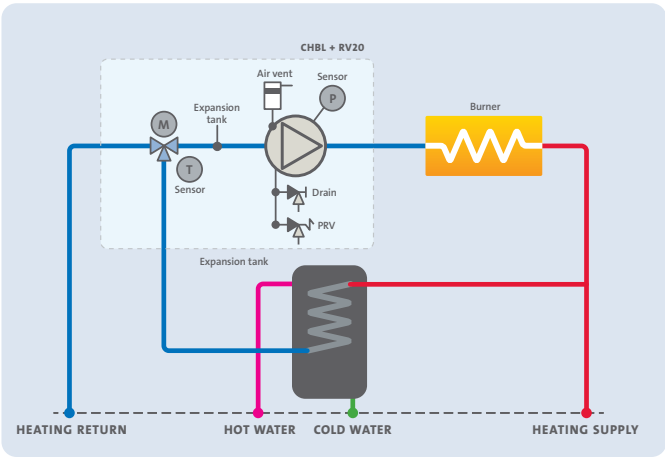 CHBL + RV20
Air vent
Sensor
P
Burner
Expansion
tank
M
T
Sensor
Drain
PRV
Expansion tank
HEATING RETURN
HOT WATER
COLD WATER
HEATING SUPPLY